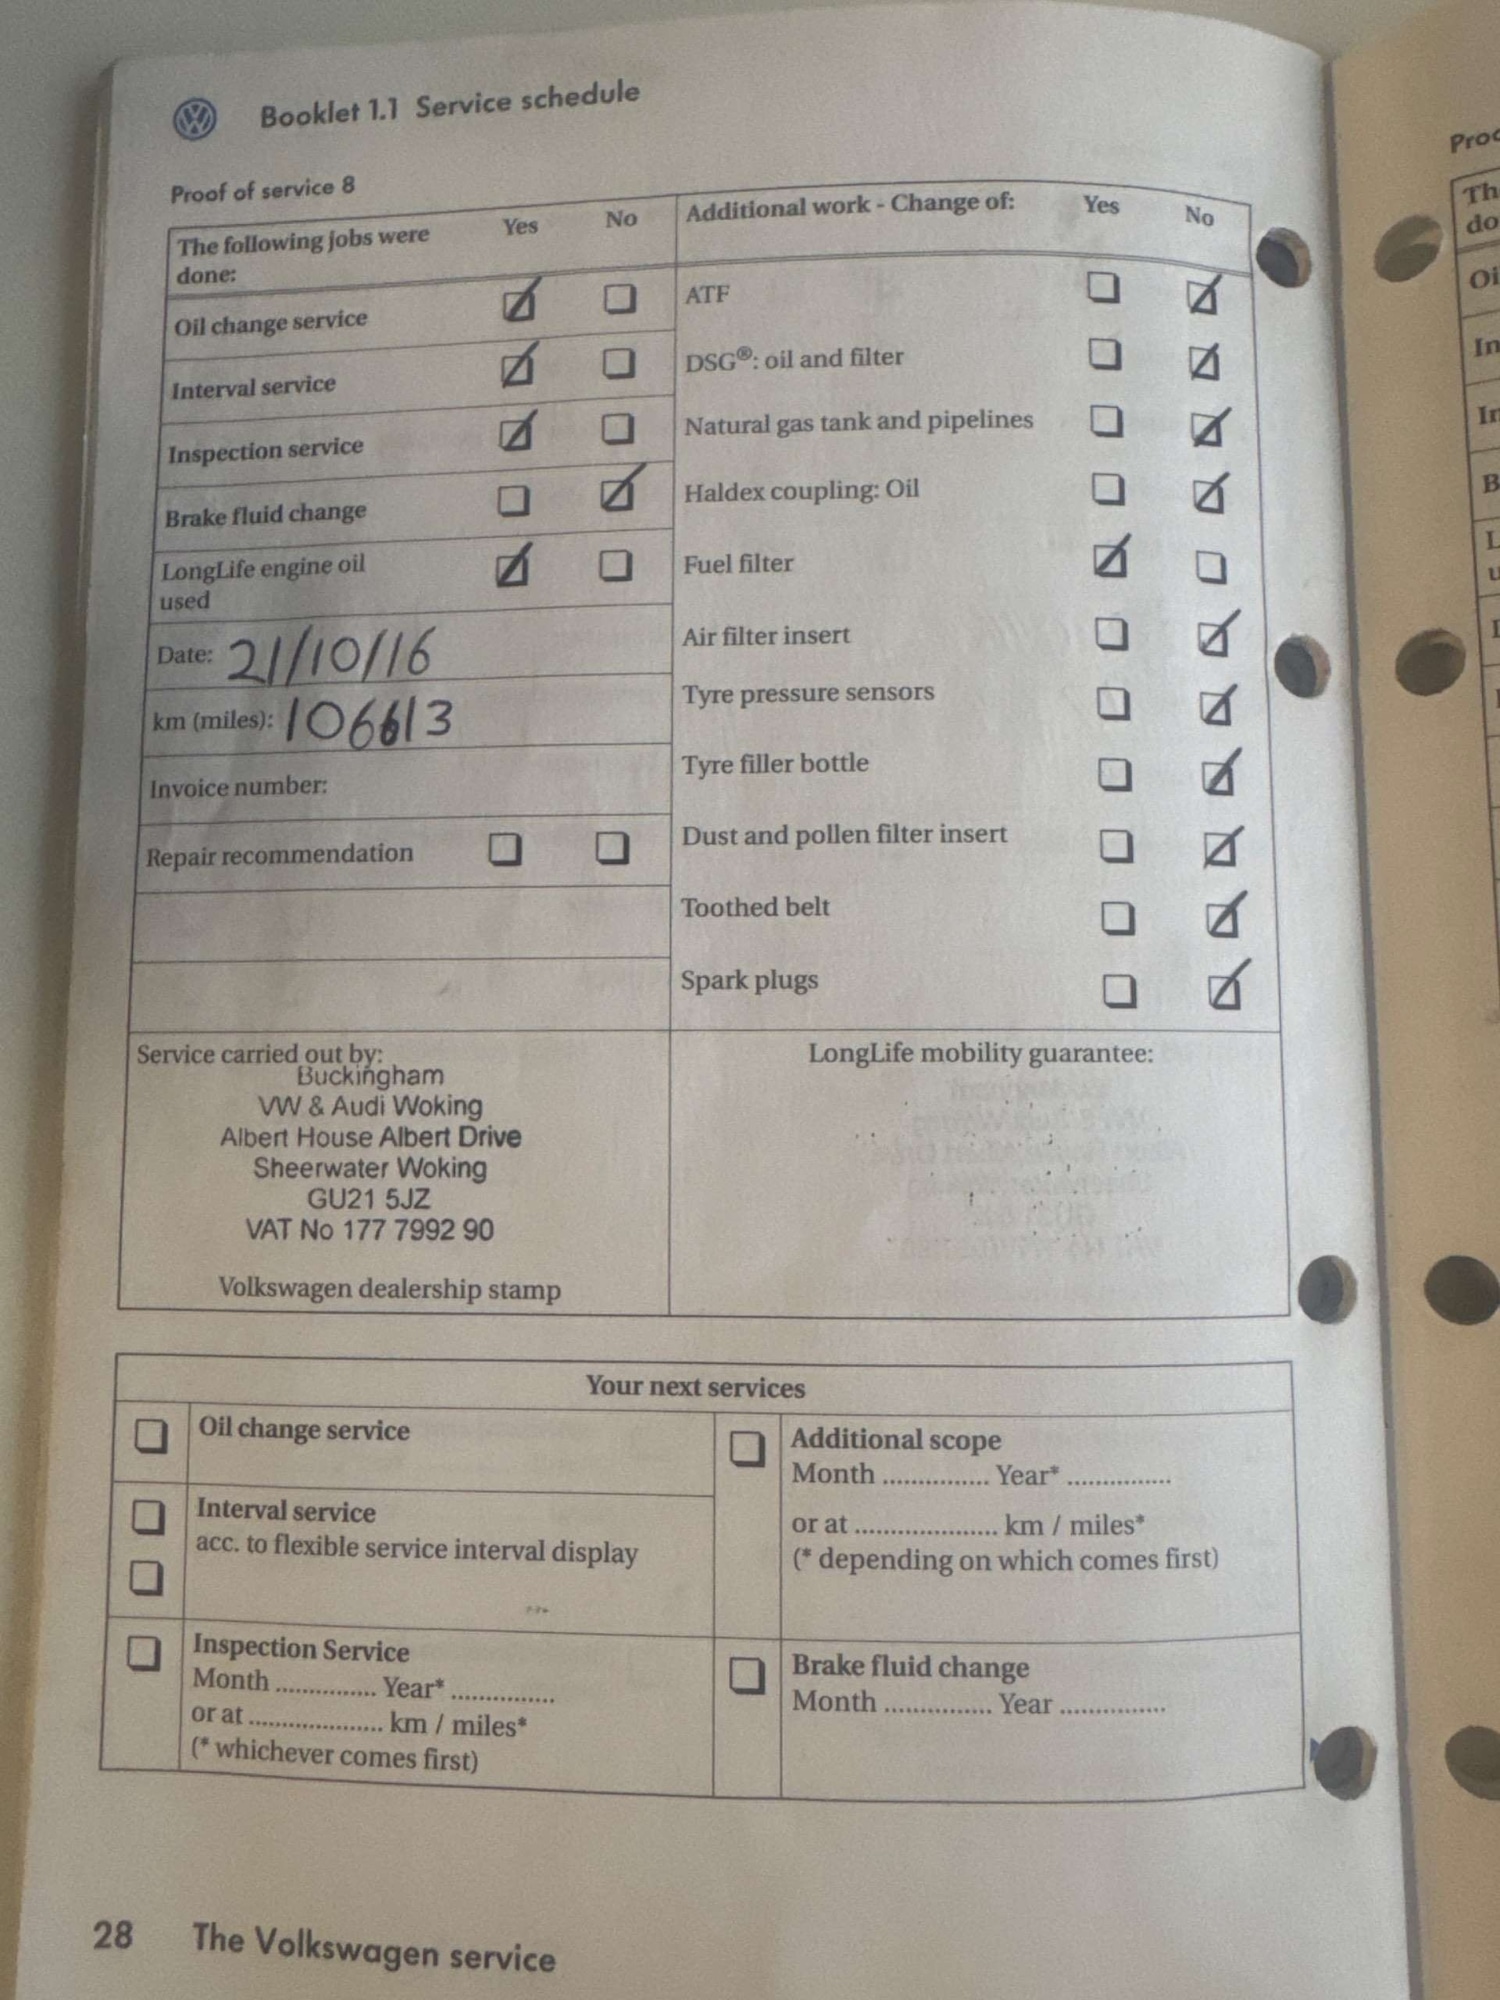 Booklet 1.1 Service schedule
Proof of service 8
The following jobs were done: Yes No
Oil change service
Interval service
Inspection service
Brake fluid change
LongLife engine oil used
Date: 21/10/16
km (miles): 106613
Invoice number:
Repair recommendation
Additional work - Change of: Yes No
ATF
DSG®: oil and filter
Natural gas tank and pipelines
Haldex coupling: Oil
Fuel filter
Air filter insert
Tyre pressure sensors
Tyre filler bottle
Dust and pollen filter insert
Toothed belt
Spark plugs
Service carried out by:
Buckingham
VW & Audi Woking
Albert House Albert Drive
Sheerwater Woking
GU21 5JZ
VAT No 177 7992 90
Volkswagen dealership stamp
LongLife mobility guarantee:
Your next services
Oil change service
Interval service
acc. to flexible service interval display
Inspection Service
Month .............. Year* ..............
or at .................... km / miles*
(* whichever comes first)
Additional scope
Month .............. Year* ..............
or at .................... km / miles*
(* depending on which comes first)
Brake fluid change
Month .............. Year ..............
28 The Volkswagen service